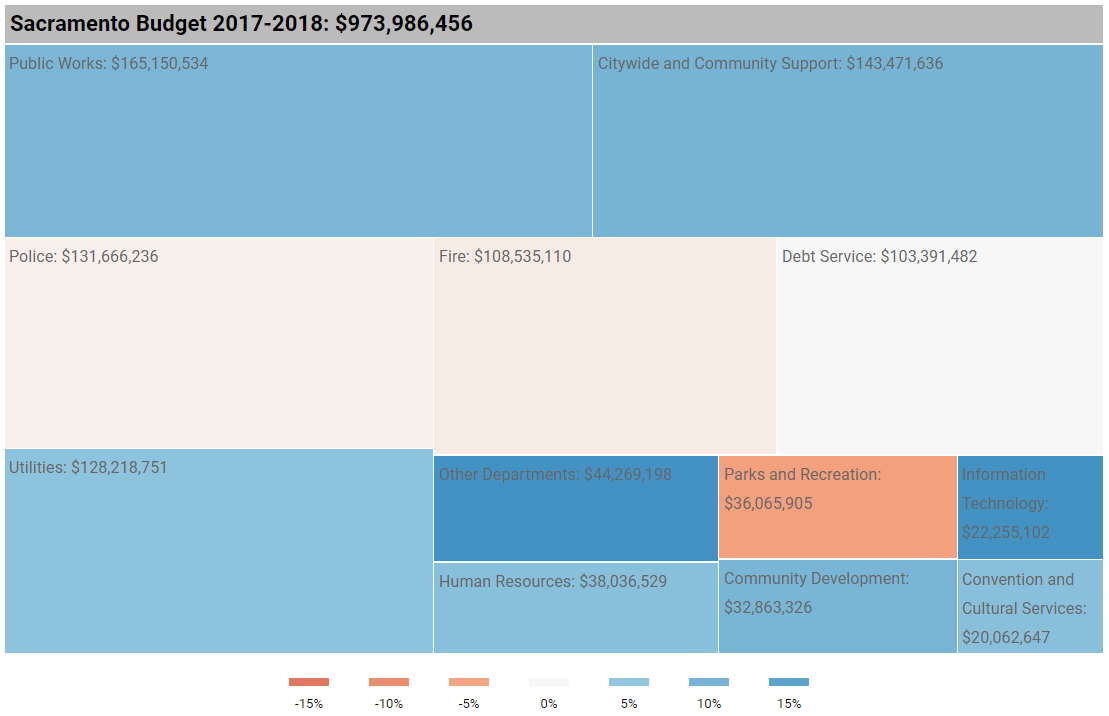 Sacramento Budget 2017-2018: $973,986,456
Public Works: $165,150,534
Citywide and Community Support: $143,471,636
Police: $131,666,236
Fire: $108,535,110
Debt Service: $103,391,482
Utilities: $128,218,751
Other Departments: $44,269,198
Parks and Recreation:
$36,065,905
Information
Technology:
$22,255,102
Human Resources: $38,036,529
Community Development:
$32,863,326
Convention and
Cultural Services:
$20,062,647
-15% -10% -5% 0% 5% 10% 15%